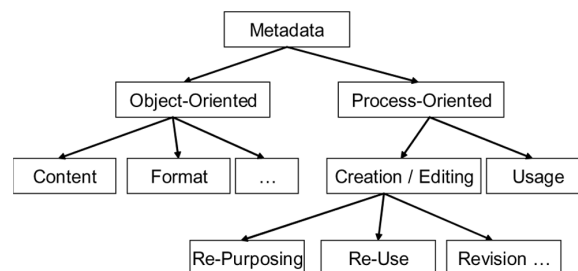 Metadata
Object-Oriented
Process-Oriented
Content
Format
…
Creation / Editing
Usage
Re-Purposing
Re-Use
Revision …